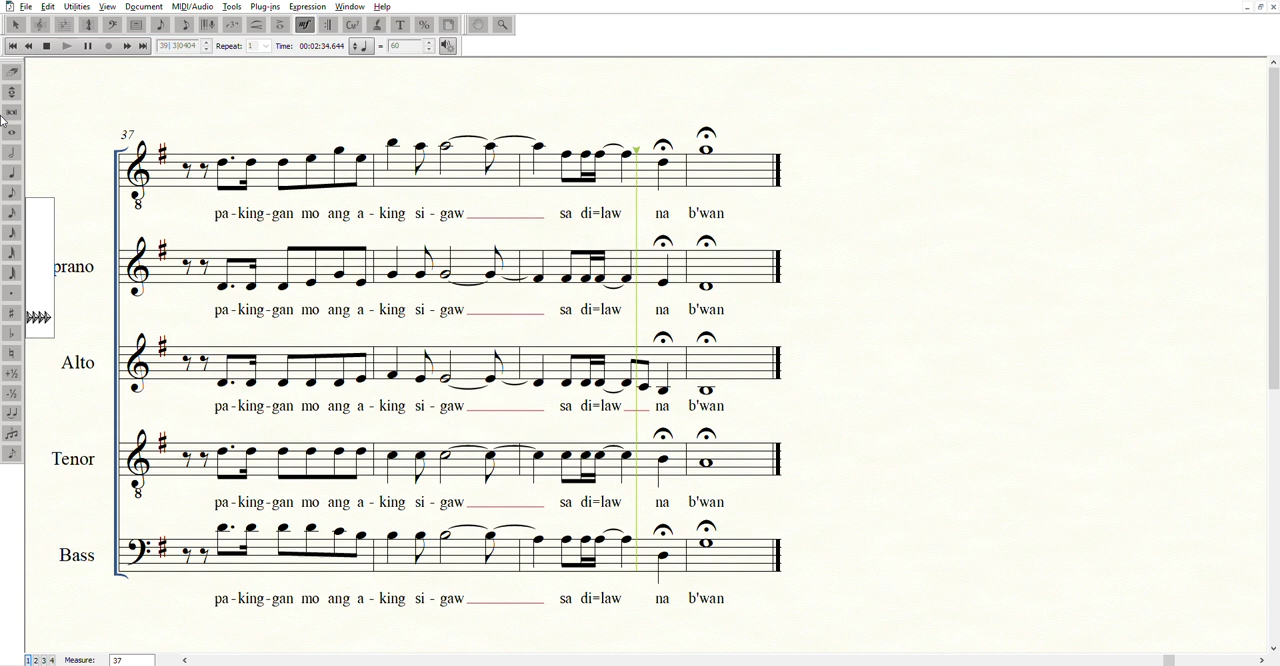 File Edit Utilities View Document MIDI/Audio Tools Plug-ins Expression Window Help
39| 3|0404 Repeat: 1 Time: 00:02:34.644 = 60
37
8
pa-king-gan mo ang a-king si-gaw sa di=law na b'wan
prano
pa-king-gan mo ang a-king si-gaw sa di=law na b'wan
Alto
pa-king-gan mo ang a-king si-gaw sa di=law na b'wan
Tenor
8
pa-king-gan mo ang a-king si-gaw sa di=law na b'wan
Bass
pa-king-gan mo ang a-king si-gaw sa di=law na b'wan
1 2 3 4 Measure: 37